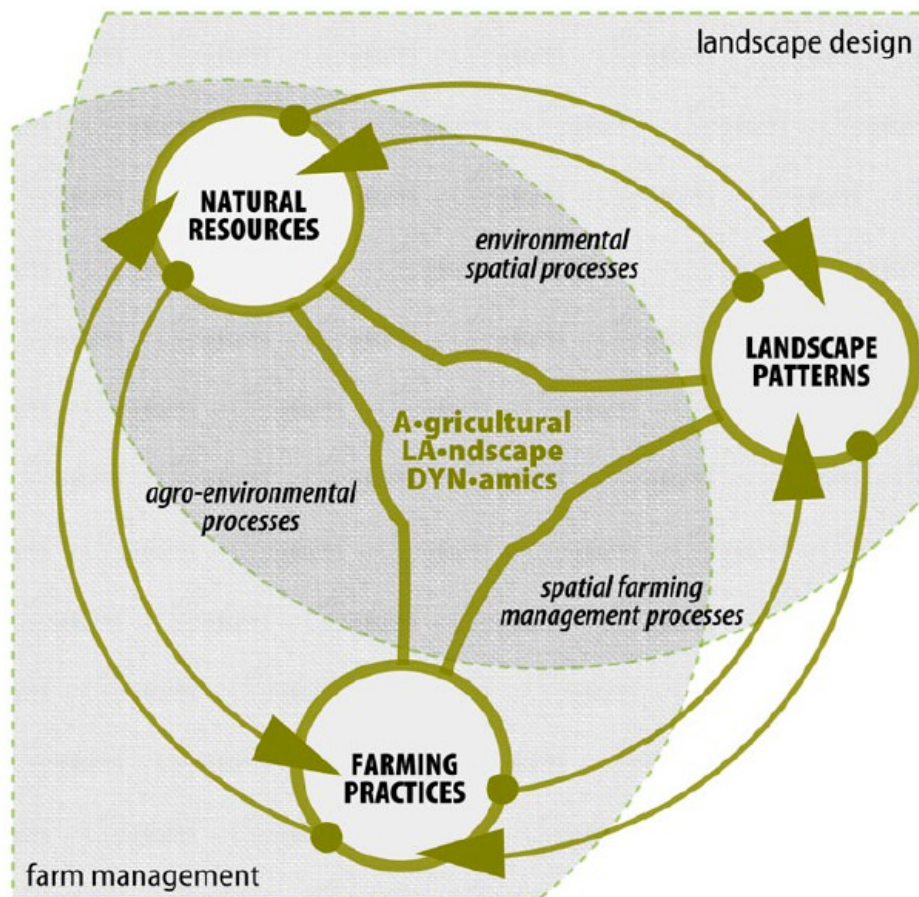 landscape design
NATURAL
RESOURCES
environmental
spatial processes
LANDSCAPE
PATTERNS
A•gricultural
LA•ndscape
DYN•amics
agro-environmental
processes
spatial farming
management processes
FARMING
PRACTICES
farm management